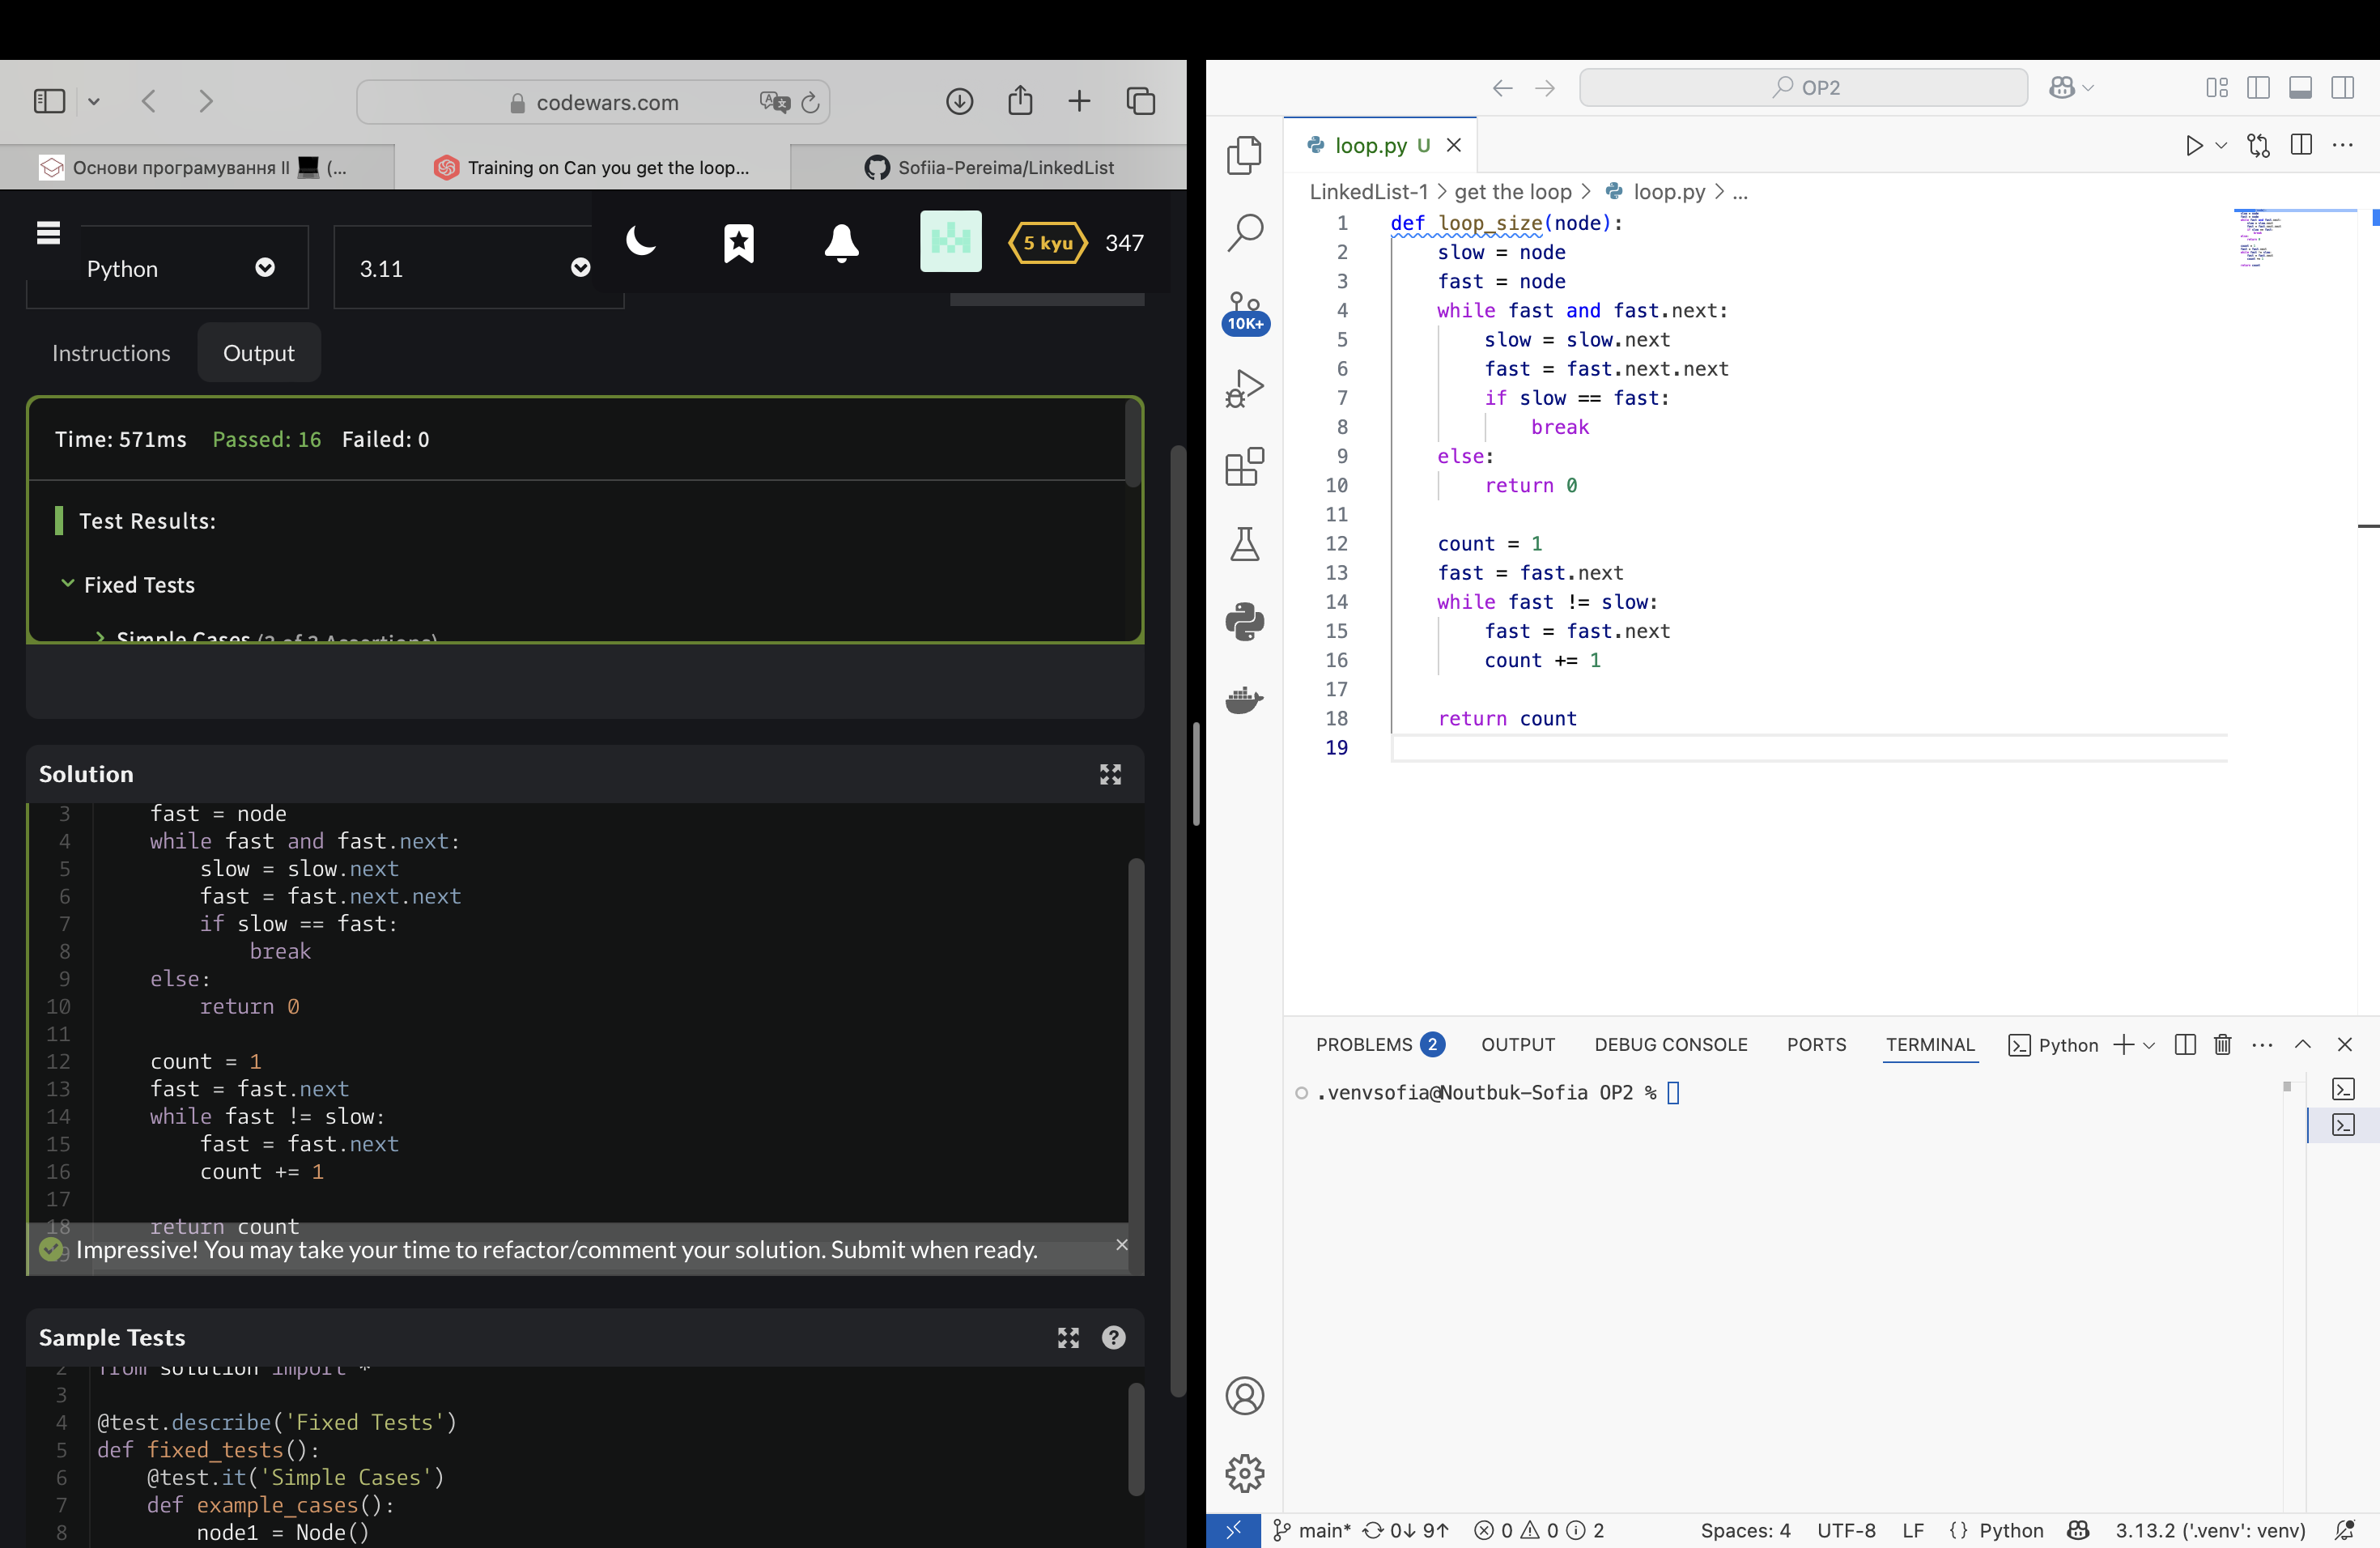 codewars.com
Основи програмування II (...
Training on Can you get the loop...
Sofiia-Pereima/LinkedList
Python
3.11
5 kyu
347
Instructions
Output
Time: 571ms Passed: 16 Failed: 0
Test Results:
Fixed Tests
Simple Cases (2 of 2 Assertions)
Solution
3 fast = node
4 while fast and fast.next:
5 slow = slow.next
6 fast = fast.next.next
7 if slow == fast:
8 break
9 else:
10 return 0
11
12 count = 1
13 fast = fast.next
14 while fast != slow:
15 fast = fast.next
16 count += 1
17
18 return count
Impressive! You may take your time to refactor/comment your solution. Submit when ready.
Sample Tests
2 from solution import *
3
4 @test.describe('Fixed Tests')
5 def fixed_tests():
6 @test.it('Simple Cases')
7 def example_cases():
8 node1 = Node()
OP2
loop.py U
LinkedList-1 > get the loop > loop.py > ...
1 def loop_size(node):
2 slow = node
3 fast = node
4 while fast and fast.next:
5 slow = slow.next
6 fast = fast.next.next
7 if slow == fast:
8 break
9 else:
10 return 0
11
12 count = 1
13 fast = fast.next
14 while fast != slow:
15 fast = fast.next
16 count += 1
17
18 return count
19
10K+
PROBLEMS 2 OUTPUT DEBUG CONSOLE PORTS TERMINAL Python
.venvsofia@Noutbuk-Sofia OP2 %
main* 0↓ 9↑ 0 0 2 Spaces: 4 UTF-8 LF {} Python 3.13.2 ('.venv': venv)